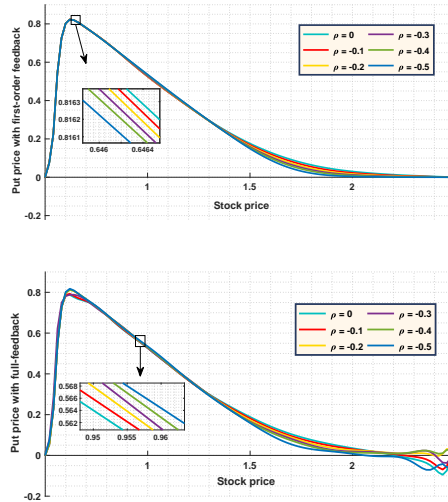 0.8
0.6
0.4
0.2
0
-0.2
Put price with first-order feedback
ρ = 0
ρ = -0.1
ρ = -0.2
ρ = -0.3
ρ = -0.4
ρ = -0.5
0.8163
0.8162
0.8161
0.646
0.6464
1
1.5
2
Stock price
0.8
0.6
0.4
0.2
0
-0.2
Put price with full-feedback
ρ = 0
ρ = -0.1
ρ = -0.2
ρ = -0.3
ρ = -0.4
ρ = -0.5
0.568
0.566
0.564
0.562
0.95
0.955
0.96
1
1.5
2
Stock price